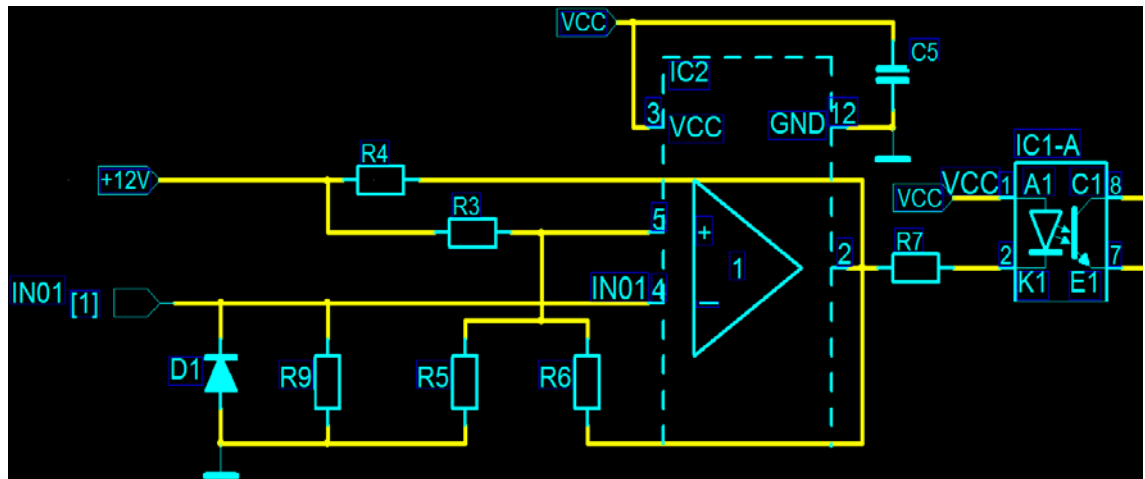 VCC
C5
IC2
3
VCC
GND
12
R4
+12V
R3
5
+
1
IC1-A
VCC
VCC
1
A1
C1
8
R7
2
2
K1
E1
7
IN01
[1]
IN01
4
−
D1
R9
R5
R6